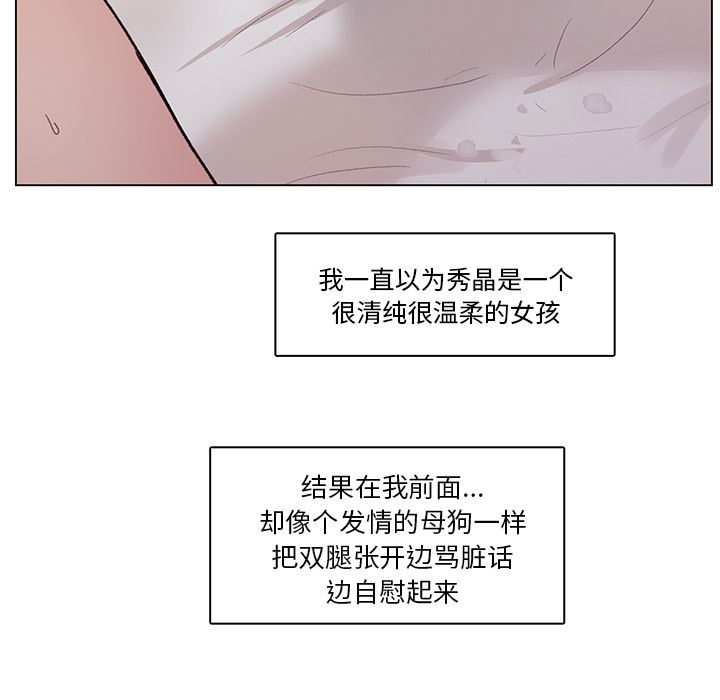 我一直以为秀晶是一个
很清纯很温柔的女孩
结果在我前面...
却像个发情的母狗一样
把双腿张开边骂脏话
边自慰起来